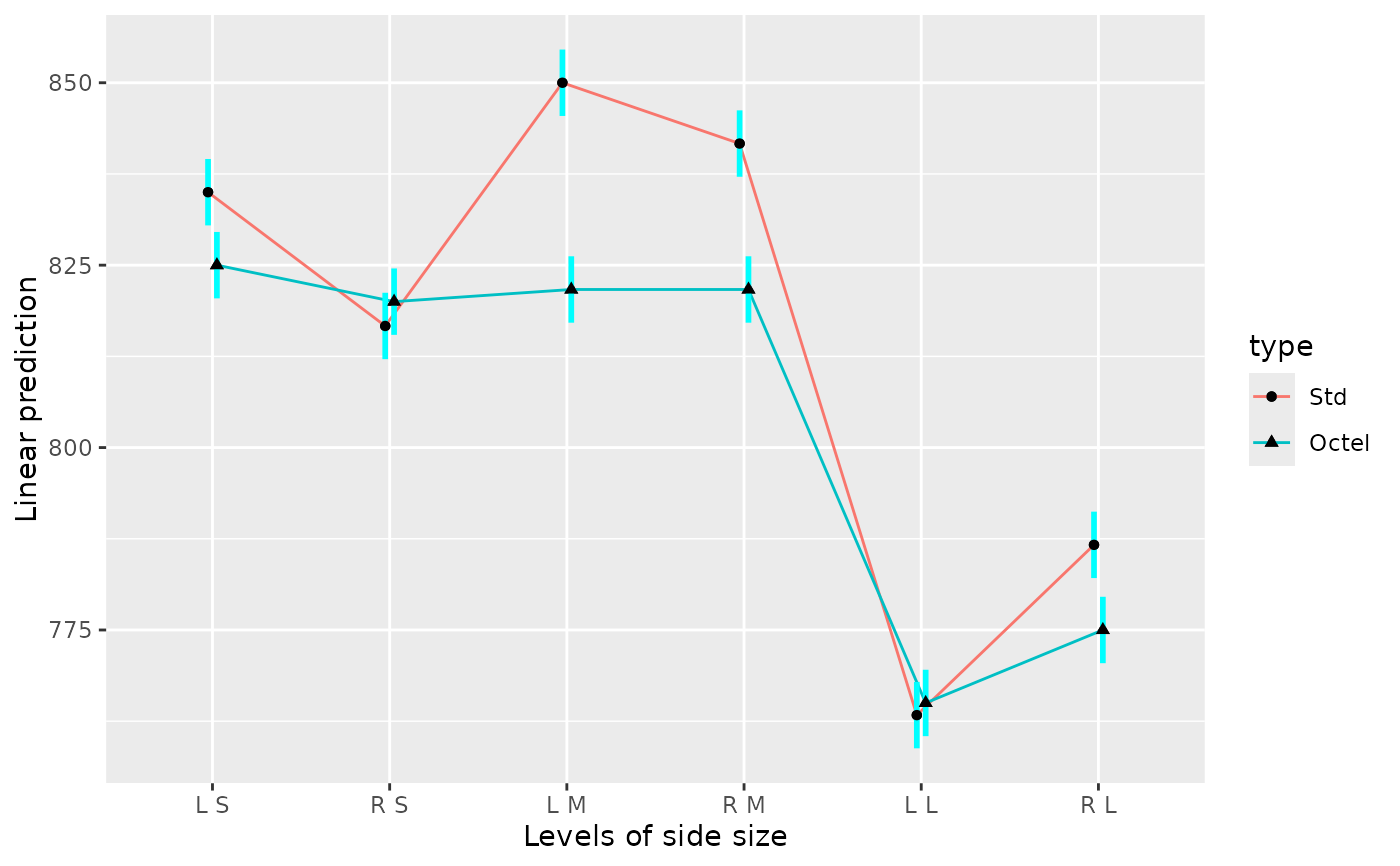 850
825
800
775
Linear prediction
L S
R S
L M
R M
L L
R L
Levels of side size
type
Std
Octel